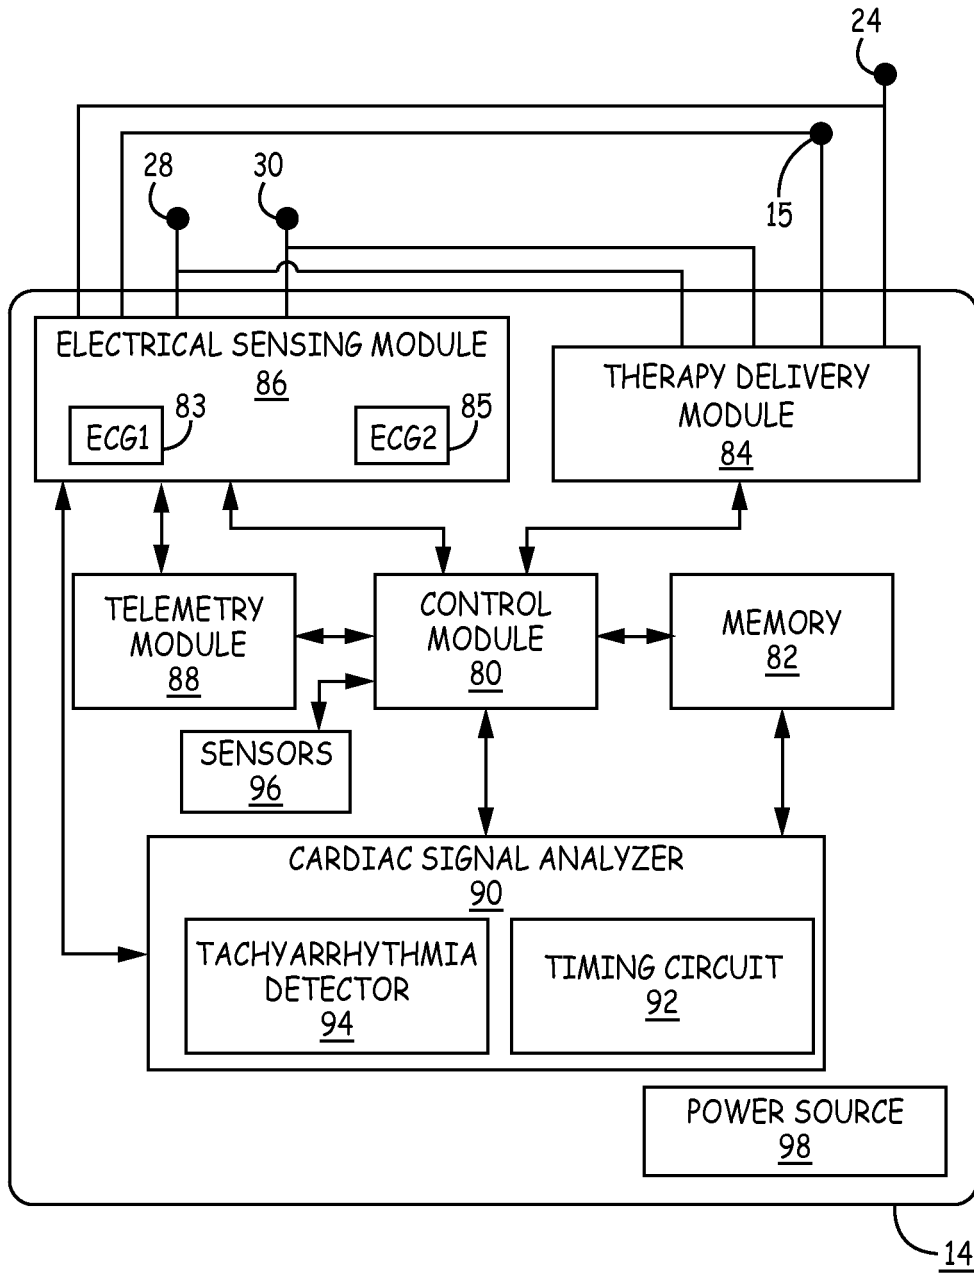 24
28
30
15
ELECTRICAL SENSING MODULE
86
83
85
ECG1
ECG2
THERAPY DELIVERY
MODULE
84
TELEMETRY
MODULE
88
CONTROL
MODULE
80
MEMORY
82
SENSORS
96
CARDIAC SIGNAL ANALYZER
90
TACHYARRHYTHMIA
DETECTOR
94
TIMING CIRCUIT
92
POWER SOURCE
98
14